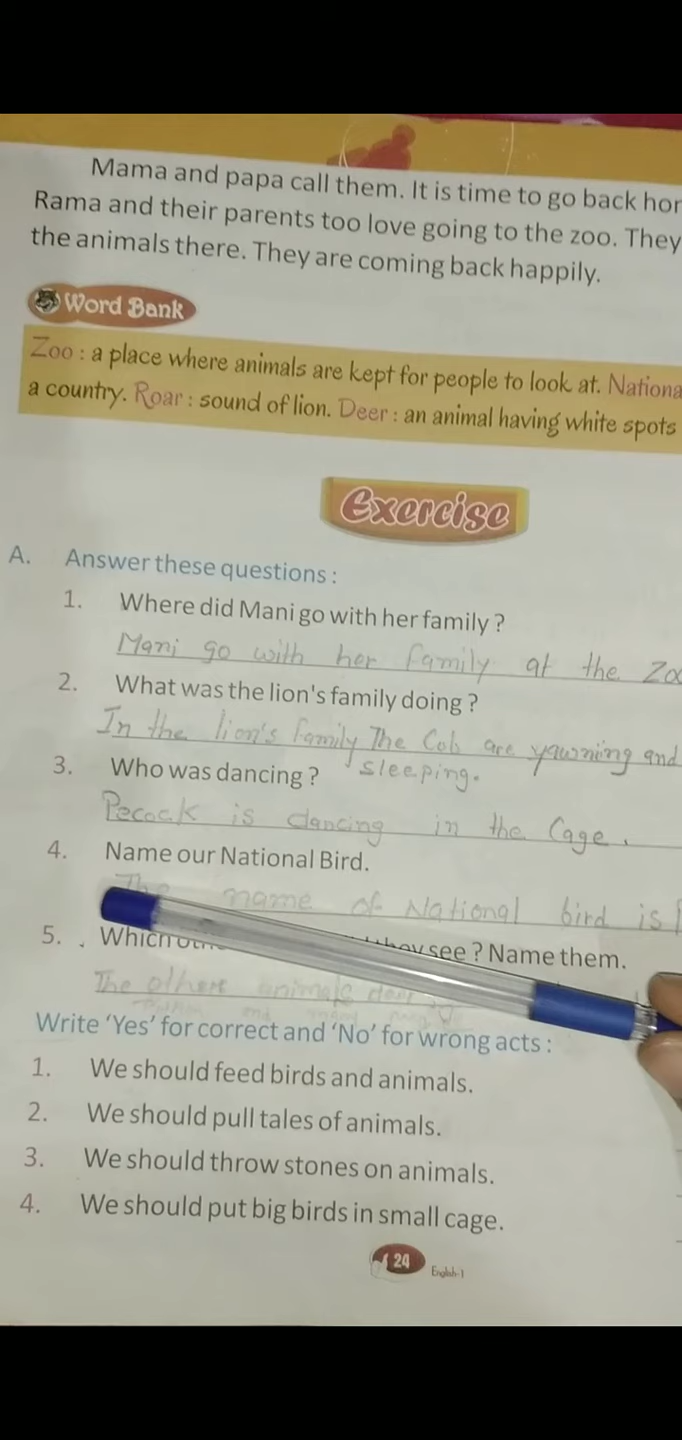 Mama and papa call them. It is time to go back hor
Rama and their parents too love going to the zoo. They
the animals there. They are coming back happily.
Word Bank
Zoo : a place where animals are kept for people to look at. Nationa
a country. Roar : sound of lion. Deer : an animal having white spots
Exercise
A. Answer these questions :
1. Where did Mani go with her family ?
Mani go with her family at the Zoo
2. What was the lion's family doing ?
In the lion's family The Cob are yawning and
sleeping.
3. Who was dancing ?
Pecock is dancing in the Cage.
4. Name our National Bird.
The name of National bird is
5. Which they see ? Name them.
The others animals deer
Write ‘Yes’ for correct and ‘No’ for wrong acts :
1. We should feed birds and animals.
2. We should pull tales of animals.
3. We should throw stones on animals.
4. We should put big birds in small cage.
24
English-1